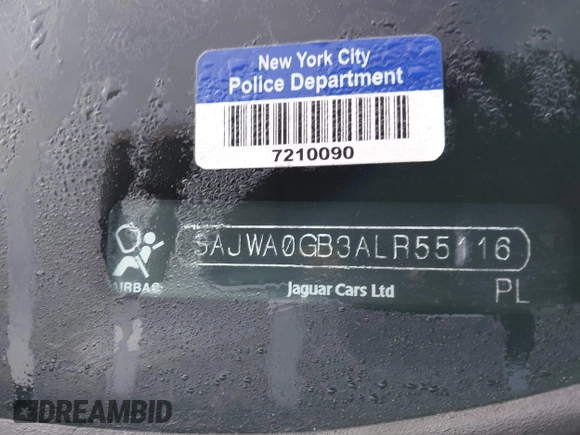 New York City
Police Department
7210090
SAJWA0GB3ALR55116
AIRBAG
Jaguar Cars Ltd
PL
DREAMBID